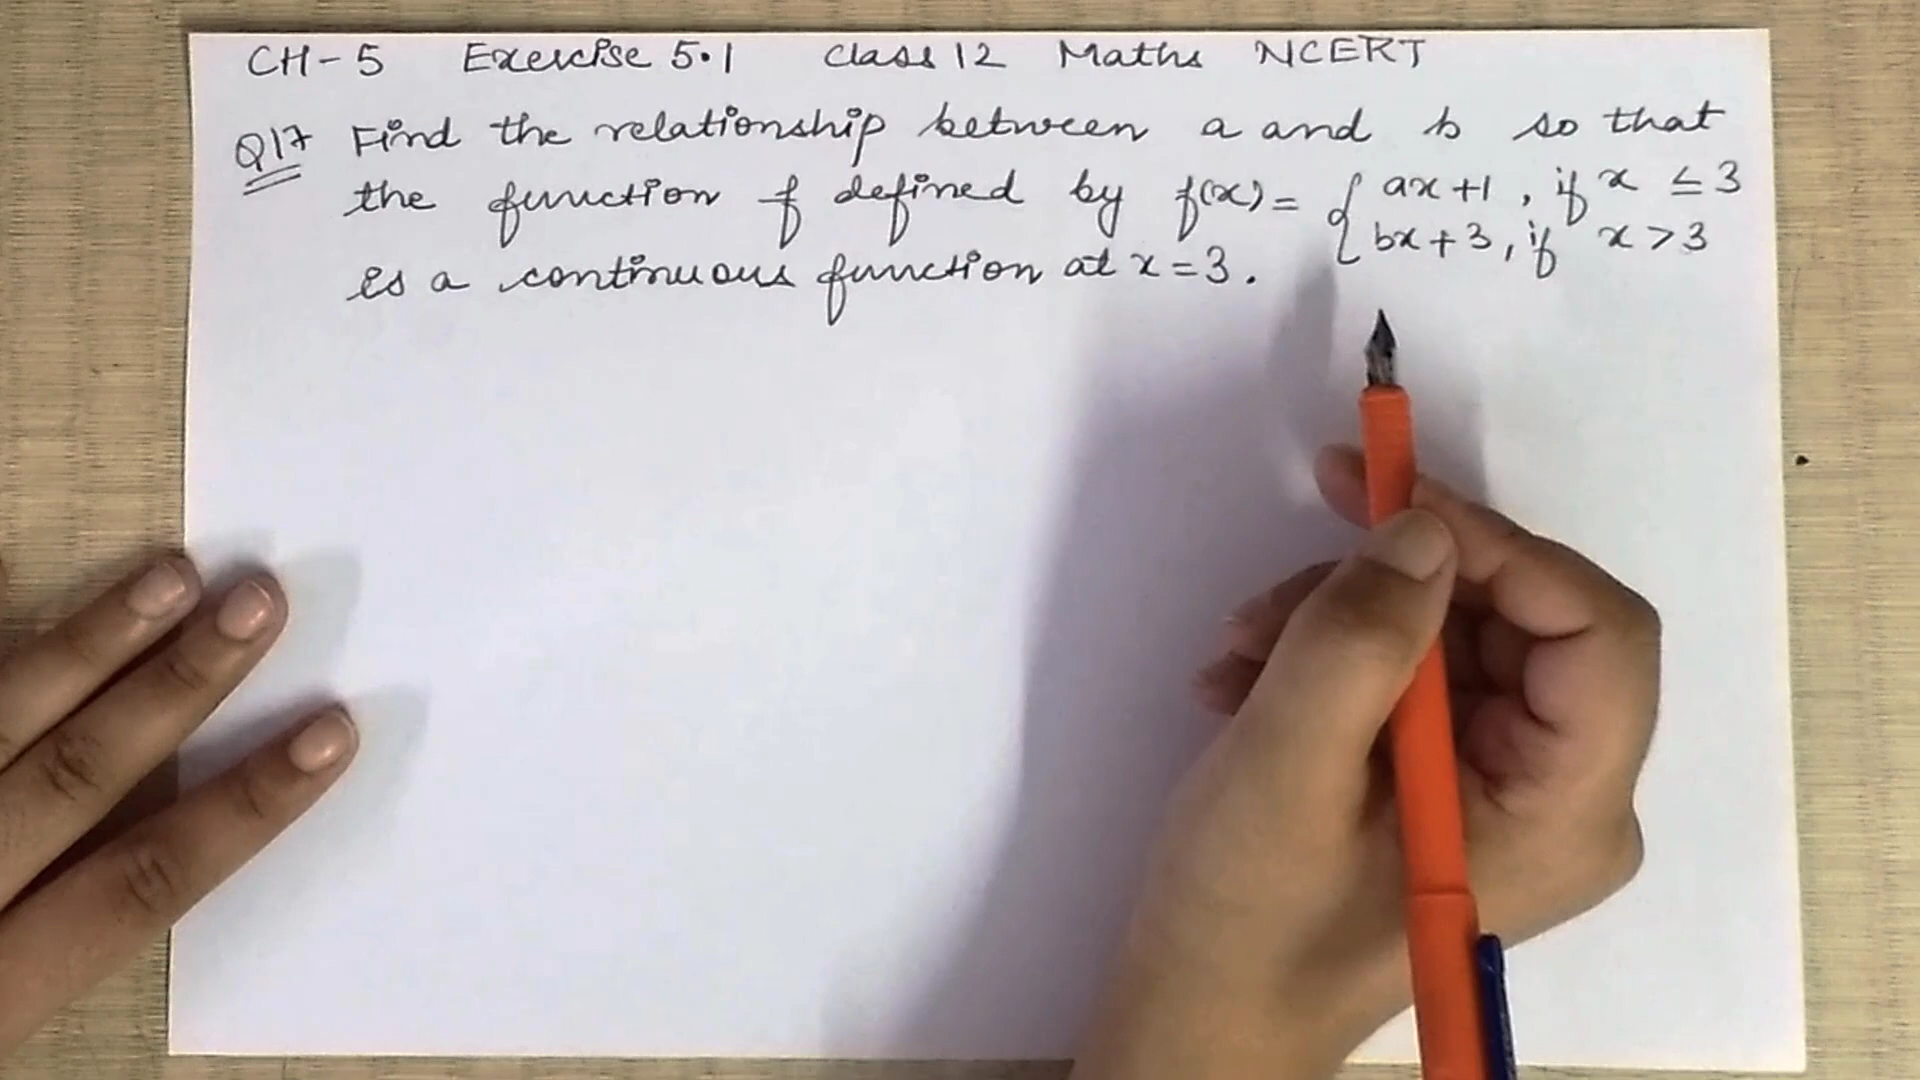 CH-5 Exercise 5.1 Class 12 Maths NCERT
Q17 Find the relationship between a and b so that
the function f defined by f(x) = { ax+1, if x ≤ 3
bx+3, if x > 3
is a continuous function at x = 3.